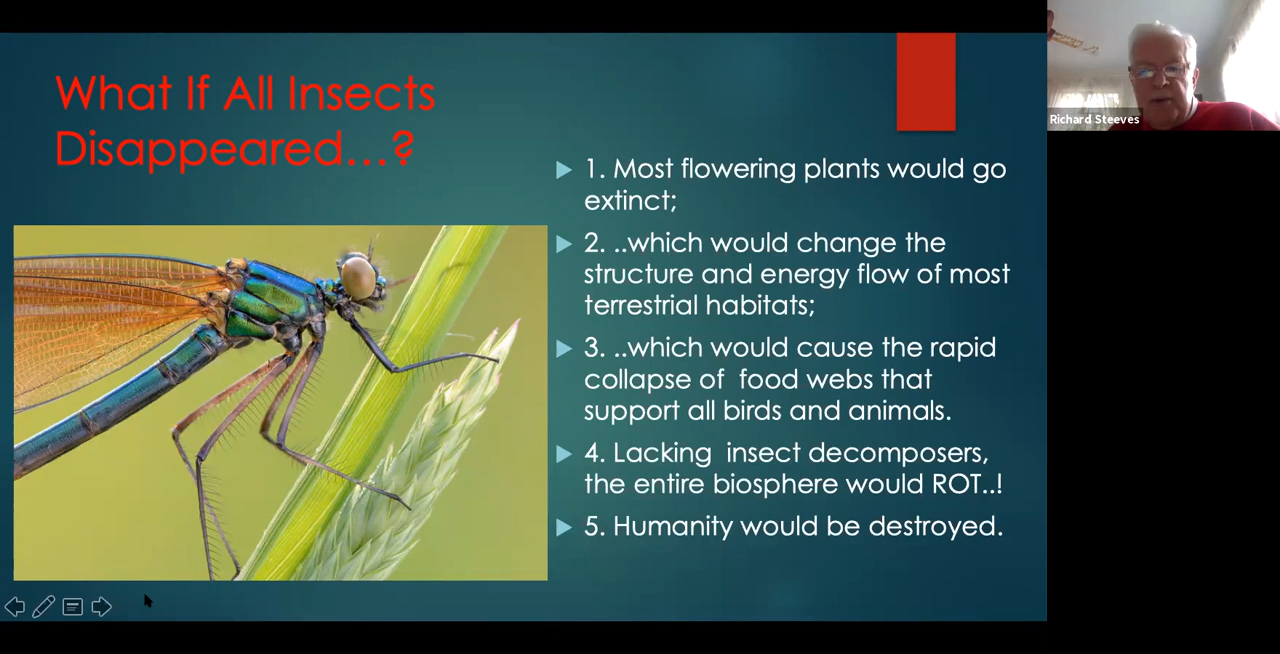 What If All Insects
Disappeared...?
1. Most flowering plants would go
extinct;
2. ..which would change the
structure and energy flow of most
terrestrial habitats;
3. ..which would cause the rapid
collapse of  food webs that
support all birds and animals.
4. Lacking  insect decomposers,
the entire biosphere would ROT..!
5. Humanity would be destroyed.
Richard Steeves